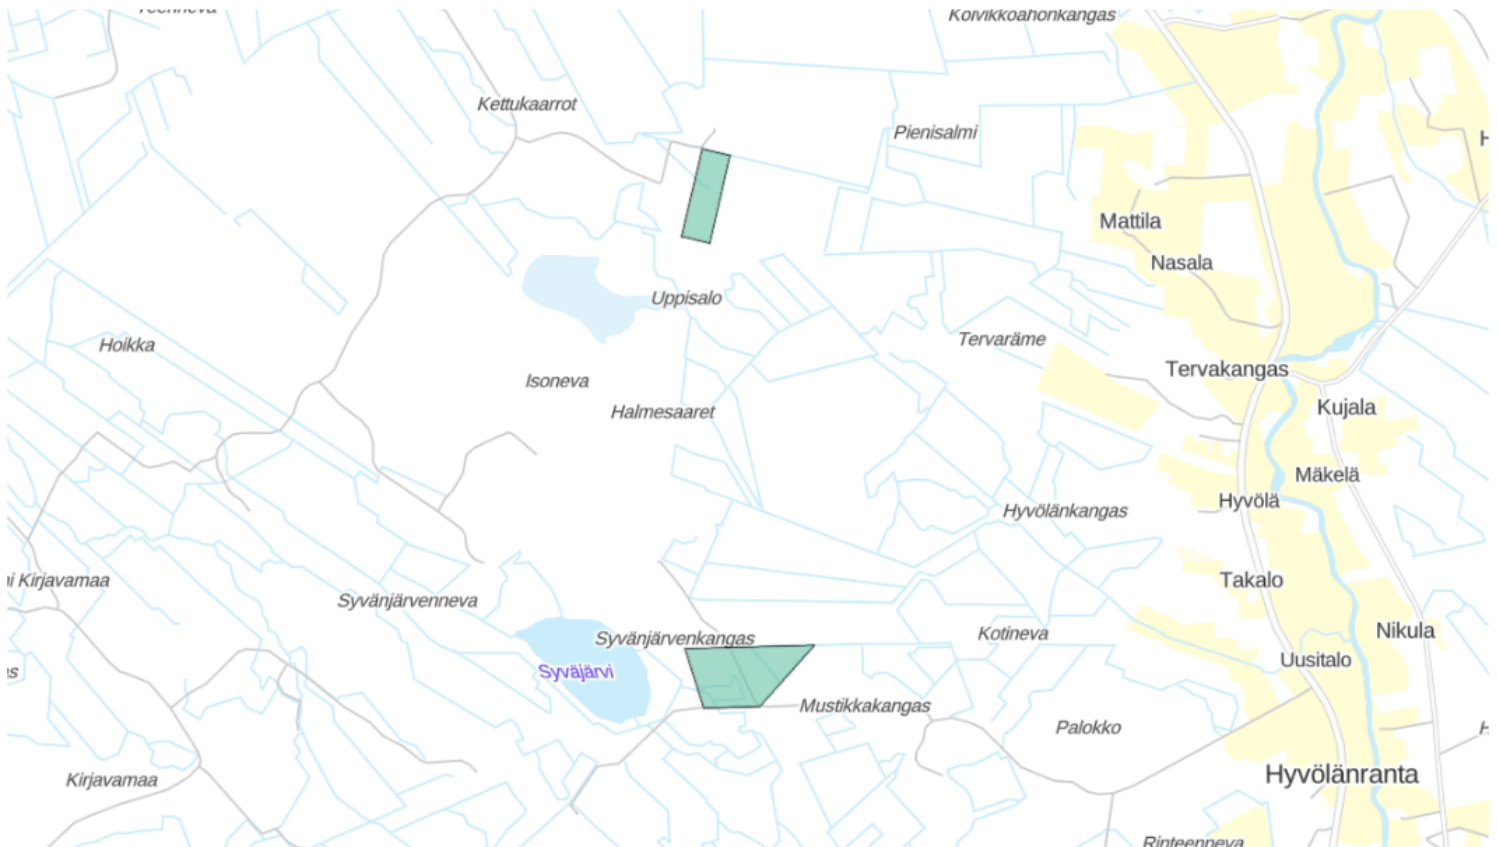 Koivikkoahonkangas
Kettukaarrot
Pienisalmi
Mattila
Nasala
Uppisalo
Tervaräme
Hoikka
Tervakangas
Isoneva
Kujala
Halmesaaret
Mäkelä
Hyvölä
Hyvölänkangas
Kirjavamaa
Takalo
Syvänjärvenneva
Nikula
Kotineva
Syvänjärvenkangas
Uusitalo
Syväjärvi
Mustikkakangas
Palokko
Hyvölänranta
Kirjavamaa
Rinteenneva